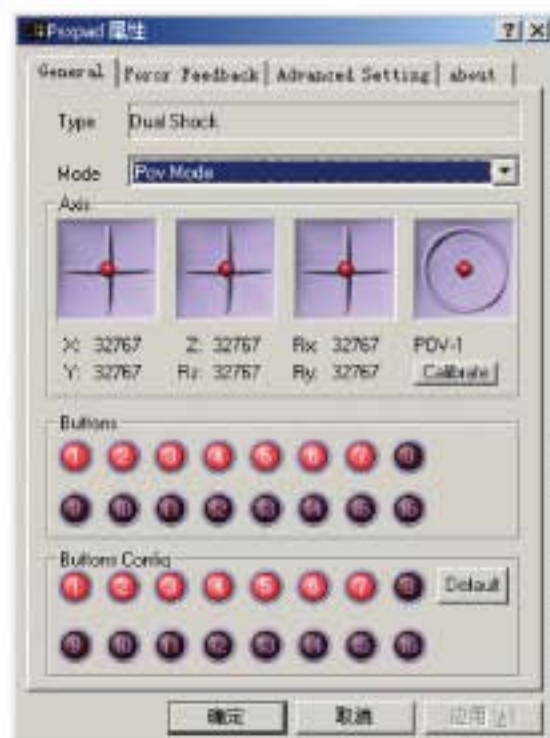 Psxpad 属性
General Force Feedback Advanced Setting about
Type Dual Shock
Mode Pov Mode
Axis
X: 32767 Z: 32767 Rx: 32767 POV-1
Y: 32767 Rz: 32767 Ry: 32767 Calibrate
Buttons
1 2 3 4 5 6 7 8
9 10 11 12 13 14 15 16
Buttons Config
1 2 3 4 5 6 7 8 Default
9 10 11 12 13 14 15 16
确定 取消 应用(A)